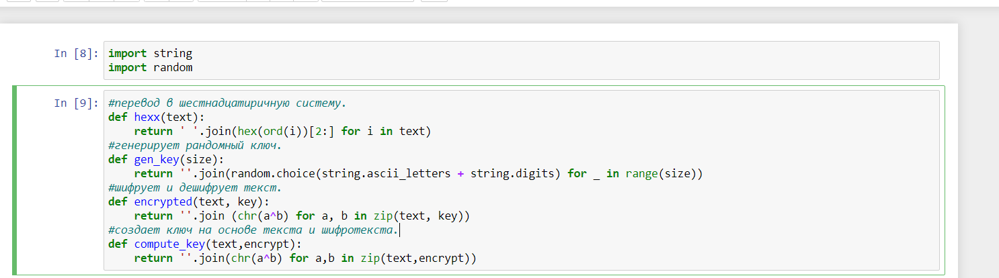 In [8]: import string
import random
In [9]: #перевод в шестнадцатиричную систему.
def hexx(text):
    return ' '.join(hex(ord(i))[2:] for i in text)
#генерирует рандомный ключ.
def gen_key(size):
    return ''.join(random.choice(string.ascii_letters + string.digits) for _ in range(size))
#шифрует и дешифрует текст.
def encrypted(text, key):
    return ''.join (chr(a^b) for a, b in zip(text, key))
#создает ключ на основе текста и шифротекста.
def compute_key(text,encrypt):
    return ''.join(chr(a^b) for a,b in zip(text,encrypt))